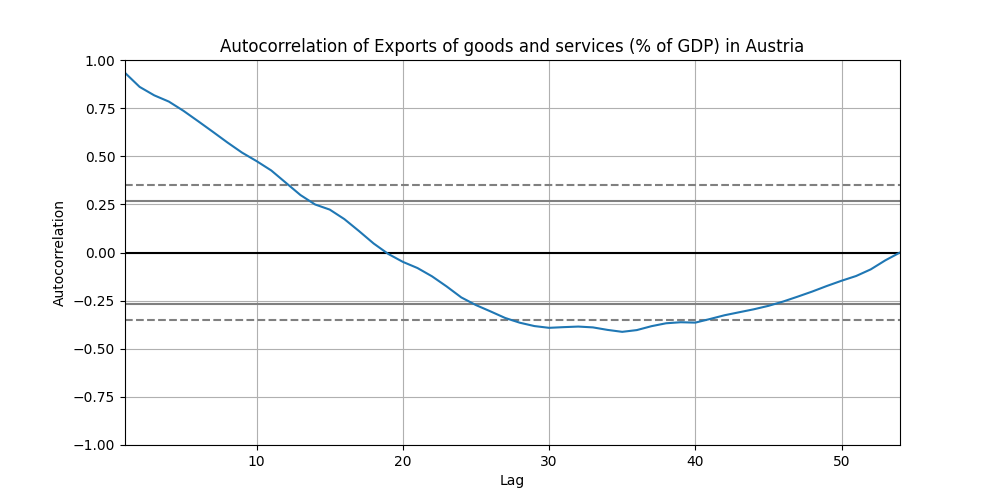 Autocorrelation of Exports of goods and services (% of GDP) in Austria
1.00
0.75
0.50
0.25
0.00
−0.25
−0.50
−0.75
−1.00
Autocorrelation
10 20 30 40 50
Lag